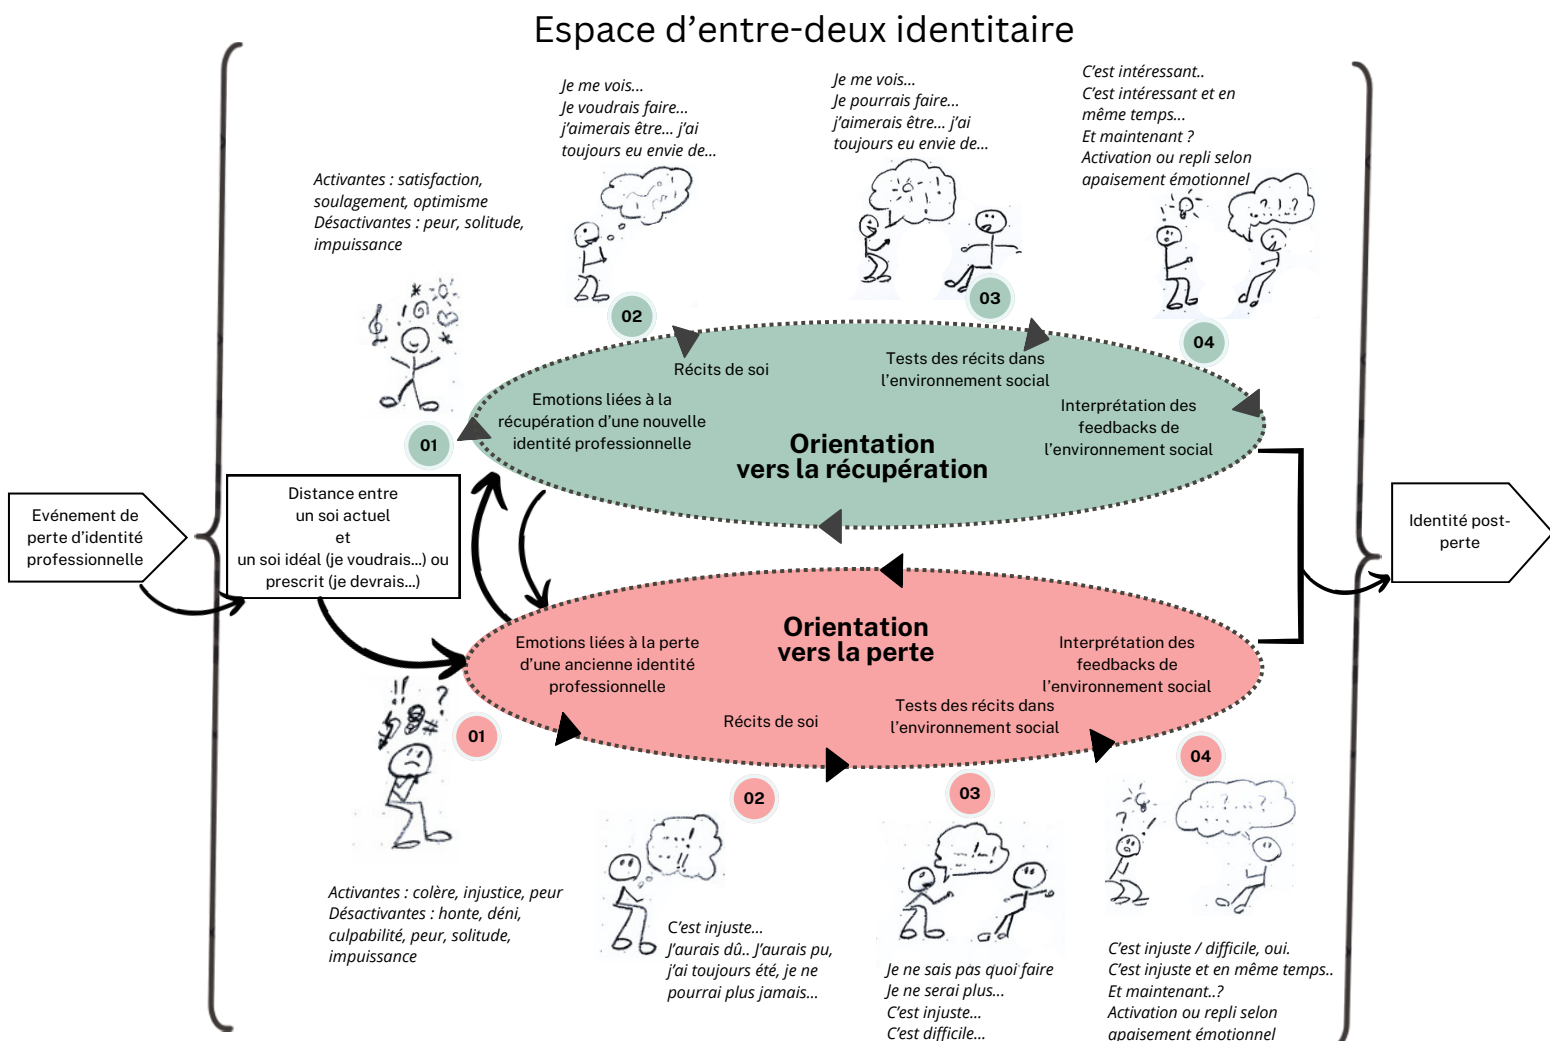 Espace d’entre-deux identitaire
Je me vois...
Je voudrais faire...
j’aimerais être... j’ai
toujours eu envie de...
Je me vois...
Je pourrais faire...
j’aimerais être... j’ai
toujours eu envie de...
C’est intéressant..
C’est intéressant et en
même temps...
Et maintenant ?
Activation ou repli selon
apaisement émotionnel
Activantes : satisfaction,
soulagement, optimisme
Désactivantes : peur, solitude,
impuissance
01
02
03
04
Emotions liées à la
récupération d’une nouvelle
identité professionnelle
Récits de soi
Tests des récits dans
l’environnement social
Interprétation des
feedbacks de
l’environnement social
Orientation
vers la récupération
Evénement de
perte d’identité
professionnelle
Distance entre
un soi actuel
et
un soi idéal (je voudrais...) ou
prescrit (je devrais...)
Identité post-
perte
Orientation
vers la perte
Emotions liées à la perte
d’une ancienne identité
professionnelle
Récits de soi
Tests des récits dans
l’environnement social
Interprétation des
feedbacks de
l’environnement social
01
02
03
04
Activantes : colère, injustice, peur
Désactivantes : honte, déni,
culpabilité, peur, solitude,
impuissance
C’est injuste...
J’aurais dû.. J’aurais pu,
j’ai toujours été, je ne
pourrai plus jamais...
Je ne sais pas quoi faire
Je ne serai plus...
C’est injuste...
C’est difficile...
C’est injuste / difficile, oui.
C’est injuste et en même temps..
Et maintenant..?
Activation ou repli selon
apaisement émotionnel